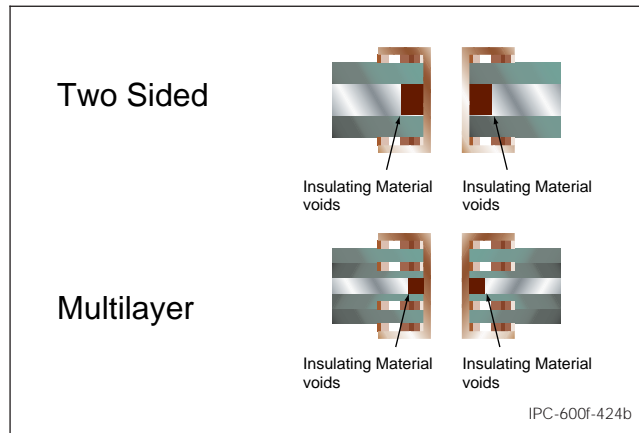 Two Sided
Insulating Material
voids
Insulating Material
voids
Multilayer
Insulating Material
voids
Insulating Material
voids
IPC-600f-424b